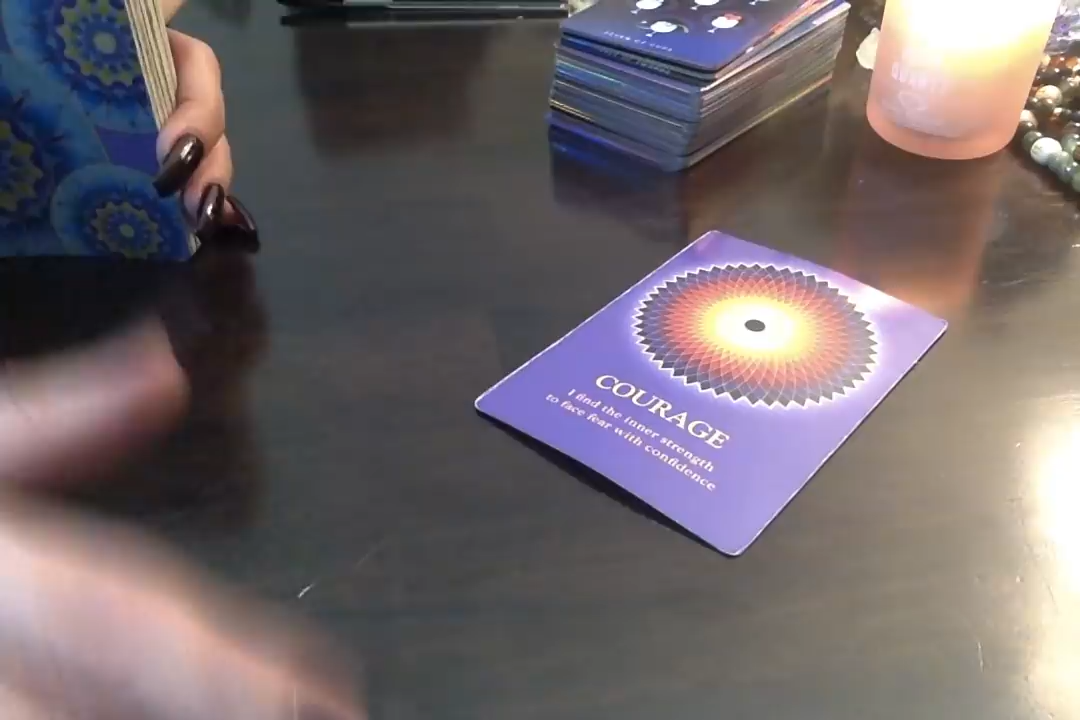 COURAGE
I find the inner strength
to face fear with confidence